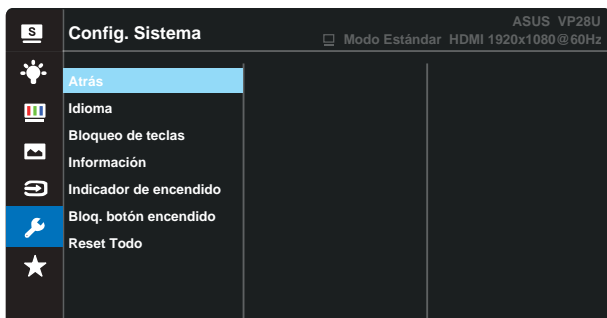 S
Config. Sistema
ASUS VP28U
Modo Estándar HDMI 1920x1080@60Hz
Atrás
Idioma
Bloqueo de teclas
Información
Indicador de encendido
Bloq. botón encendido
Reset Todo